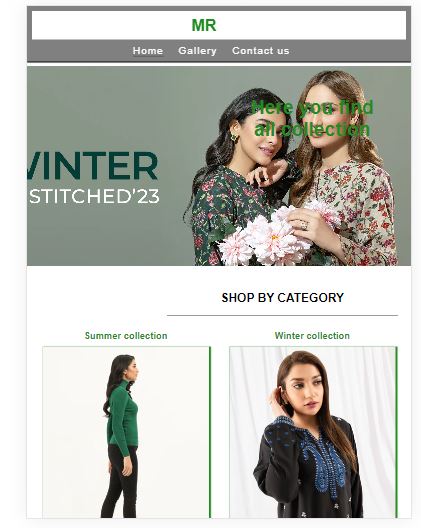 MR
Home Gallery Contact us
Here you find
all collection
WINTER
STITCHED'23
SHOP BY CATEGORY
Summer collection Winter collection